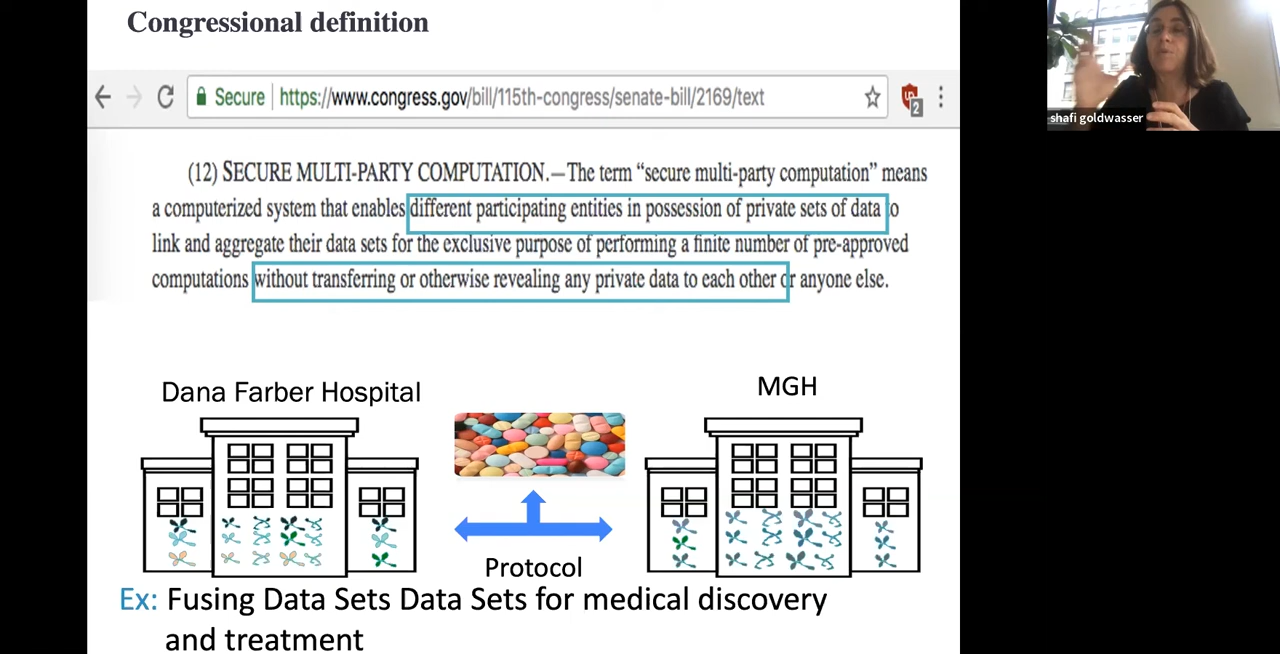 Congressional definition
Secure https://www.congress.gov/bill/115th-congress/senate-bill/2169/text
2
shafi goldwasser
(12) SECURE MULTI-PARTY COMPUTATION.—The term “secure multi-party computation” means
a computerized system that enables different participating entities in possession of private sets of data to
link and aggregate their data sets for the exclusive purpose of performing a finite number of pre-approved
computations without transferring or otherwise revealing any private data to each other or anyone else.
Dana Farber Hospital
MGH
Protocol
Ex: Fusing Data Sets Data Sets for medical discovery
and treatment